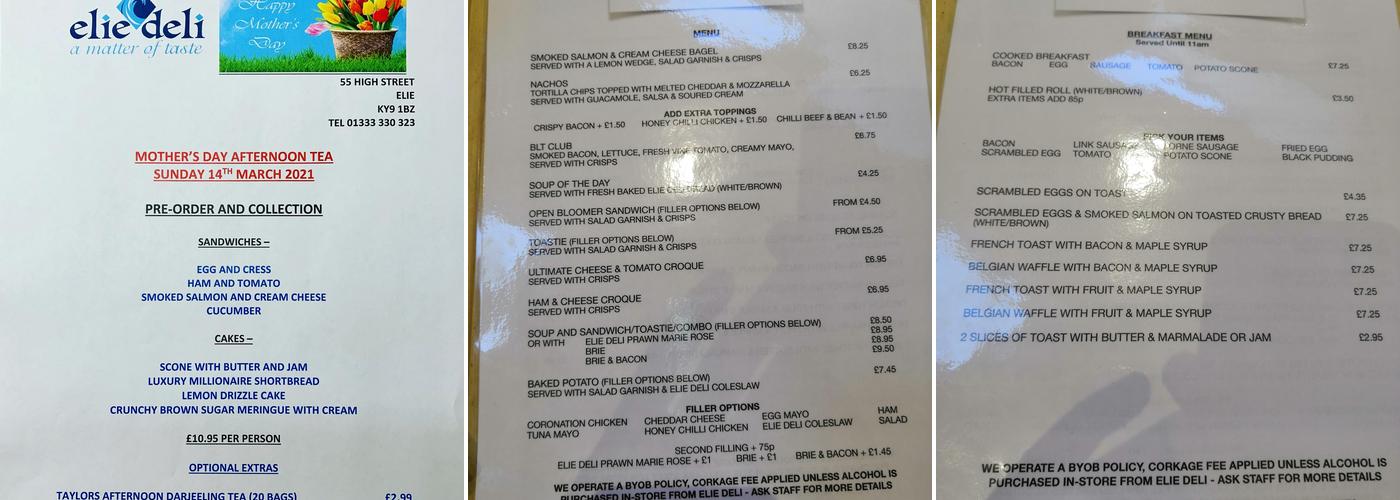 elie deli
a matter of taste
Happy
Mother's
Day
55 HIGH STREET
ELIE
KY9 1BZ
TEL 01333 330 323
MOTHER'S DAY AFTERNOON TEA
SUNDAY 14TH MARCH 2021
PRE-ORDER AND COLLECTION
SANDWICHES –
EGG AND CRESS
HAM AND TOMATO
SMOKED SALMON AND CREAM CHEESE
CUCUMBER
CAKES –
SCONE WITH BUTTER AND JAM
LUXURY MILLIONAIRE SHORTBREAD
LEMON DRIZZLE CAKE
CRUNCHY BROWN SUGAR MERINGUE WITH CREAM
£10.95 PER PERSON
OPTIONAL EXTRAS
TAYLORS AFTERNOON DARJEELING TEA (20 BAGS) £2.99
MENU
SMOKED SALMON & CREAM CHEESE BAGEL £8.25
SERVED WITH A LEMON WEDGE, SALAD GARNISH & CRISPS
NACHOS £6.25
TORTILLA CHIPS TOPPED WITH MELTED CHEDDAR & MOZZARELLA
SERVED WITH GUACAMOLE, SALSA & SOURED CREAM
ADD EXTRA TOPPINGS
CRISPY BACON + £1.50 HONEY CHILLI CHICKEN + £1.50 CHILLI BEEF & BEAN + £1.50
BLT CLUB £6.75
SMOKED BACON, LETTUCE, FRESH VINE TOMATO, CREAMY MAYO,
SERVED WITH CRISPS
SOUP OF THE DAY £4.25
SERVED WITH FRESH BAKED ELIE DELI BREAD (WHITE/BROWN)
OPEN BLOOMER SANDWICH (FILLER OPTIONS BELOW) FROM £4.50
SERVED WITH SALAD GARNISH & CRISPS
TOASTIE (FILLER OPTIONS BELOW) FROM £5.25
SERVED WITH SALAD GARNISH & CRISPS
ULTIMATE CHEESE & TOMATO CROQUE £6.95
SERVED WITH CRISPS
HAM & CHEESE CROQUE £6.95
SERVED WITH CRISPS
SOUP AND SANDWICH/TOASTIE/COMBO (FILLER OPTIONS BELOW) £8.50
OR WITH ELIE DELI PRAWN MARIE ROSE £8.95
BRIE £8.95
BRIE & BACON £9.50
BAKED POTATO (FILLER OPTIONS BELOW) £7.45
SERVED WITH SALAD GARNISH & ELIE DELI COLESLAW
FILLER OPTIONS
CORONATION CHICKEN CHEDDAR CHEESE EGG MAYO HAM
TUNA MAYO HONEY CHILLI CHICKEN ELIE DELI COLESLAW SALAD
SECOND FILLING + 75p
ELIE DELI PRAWN MARIE ROSE + £1 BRIE + £1 BRIE & BACON + £1.45
WE OPERATE A BYOB POLICY, CORKAGE FEE APPLIED UNLESS ALCOHOL IS
PURCHASED IN-STORE FROM ELIE DELI - ASK STAFF FOR MORE DETAILS
BREAKFAST MENU
Served Until 11am
COOKED BREAKFAST
BACON EGG SAUSAGE TOMATO POTATO SCONE £7.25
HOT FILLED ROLL (WHITE/BROWN) £3.50
EXTRA ITEMS ADD 85p
PICK YOUR ITEMS
BACON LINK SAUSAGE LORNE SAUSAGE FRIED EGG
SCRAMBLED EGG TOMATO POTATO SCONE BLACK PUDDING
SCRAMBLED EGGS ON TOAST £4.35
SCRAMBLED EGGS & SMOKED SALMON ON TOASTED CRUSTY BREAD £7.25
(WHITE/BROWN)
FRENCH TOAST WITH BACON & MAPLE SYRUP £7.25
BELGIAN WAFFLE WITH BACON & MAPLE SYRUP £7.25
FRENCH TOAST WITH FRUIT & MAPLE SYRUP £7.25
BELGIAN WAFFLE WITH FRUIT & MAPLE SYRUP £7.25
2 SLICES OF TOAST WITH BUTTER & MARMALADE OR JAM £2.95
WE OPERATE A BYOB POLICY, CORKAGE FEE APPLIED UNLESS ALCOHOL IS
PURCHASED IN-STORE FROM ELIE DELI - ASK STAFF FOR MORE DETAILS